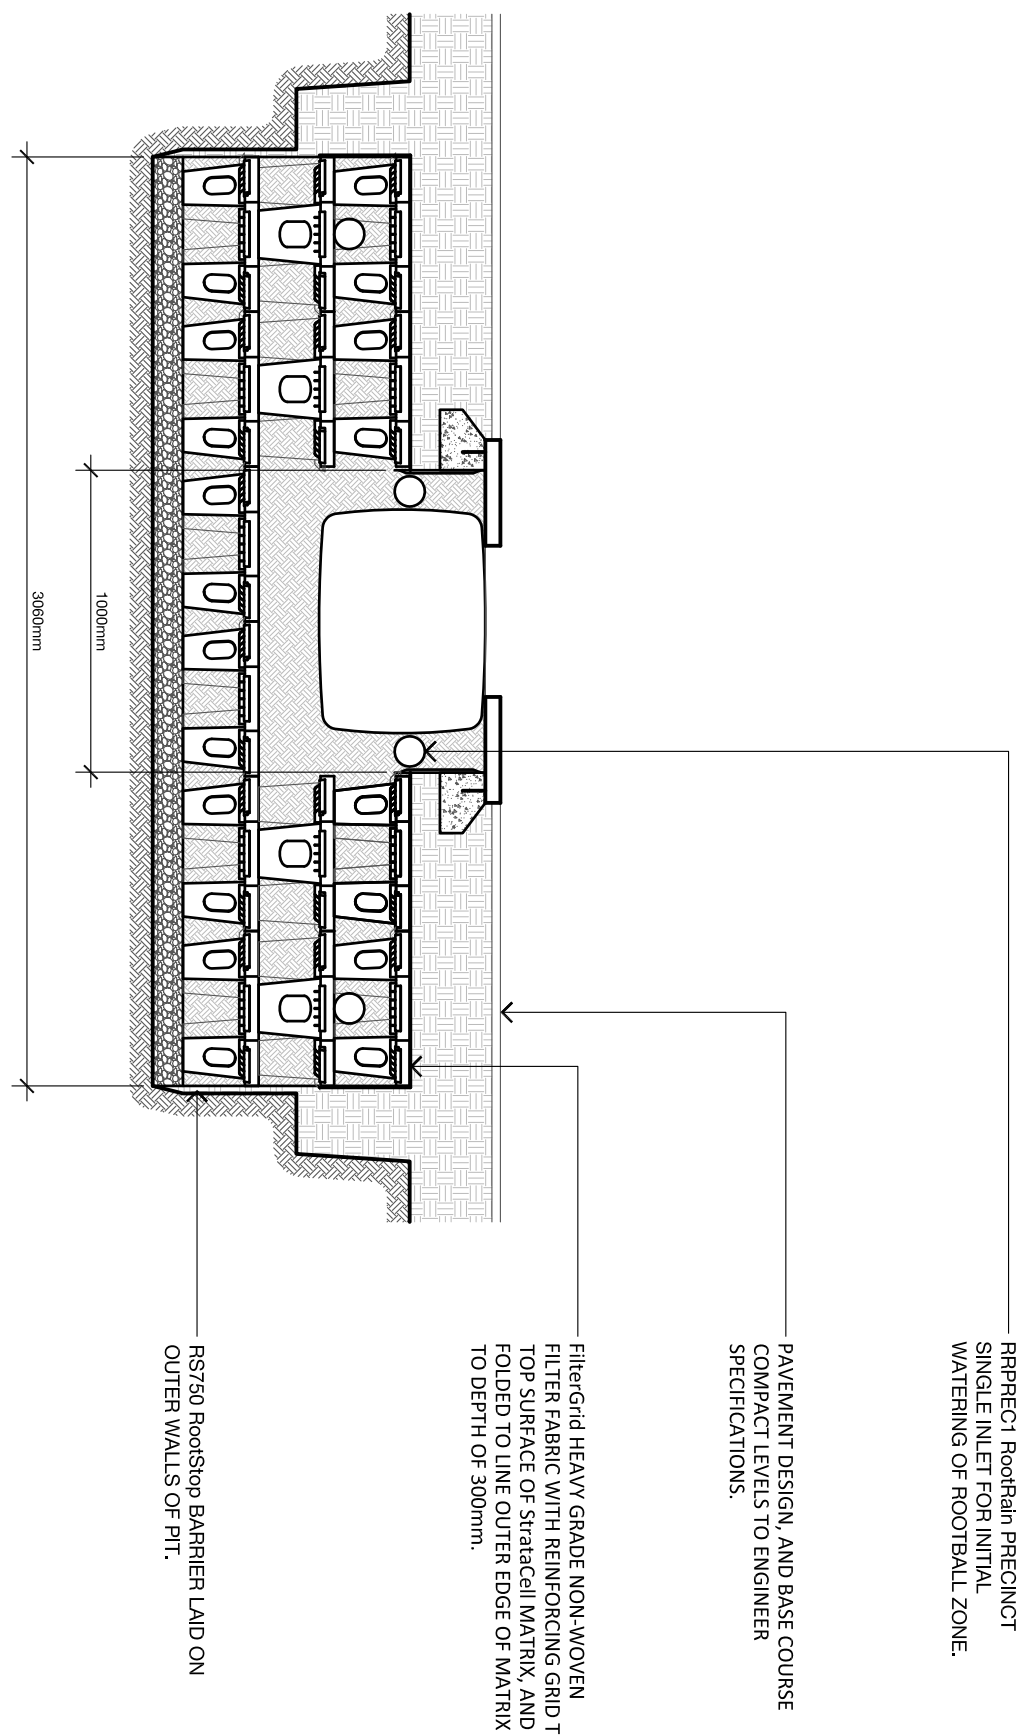 RRPREC1 RootRain PRECINCT
SINGLE INLET FOR INITIAL
WATERING OF ROOTBALL ZONE.
PAVEMENT DESIGN, AND BASE COURSE
COMPACT LEVELS TO ENGINEER
SPECIFICATIONS.
FilterGrid HEAVY GRADE NON-WOVEN
FILTER FABRIC WITH REINFORCING GRID T
TOP SURFACE OF StrataCell MATRIX, AND
FOLDED TO LINE OUTER EDGE OF MATRIX
TO DEPTH OF 300mm.
RS750 RootStop BARRIER LAID ON
OUTER WALLS OF PIT.
1000mm
3060mm